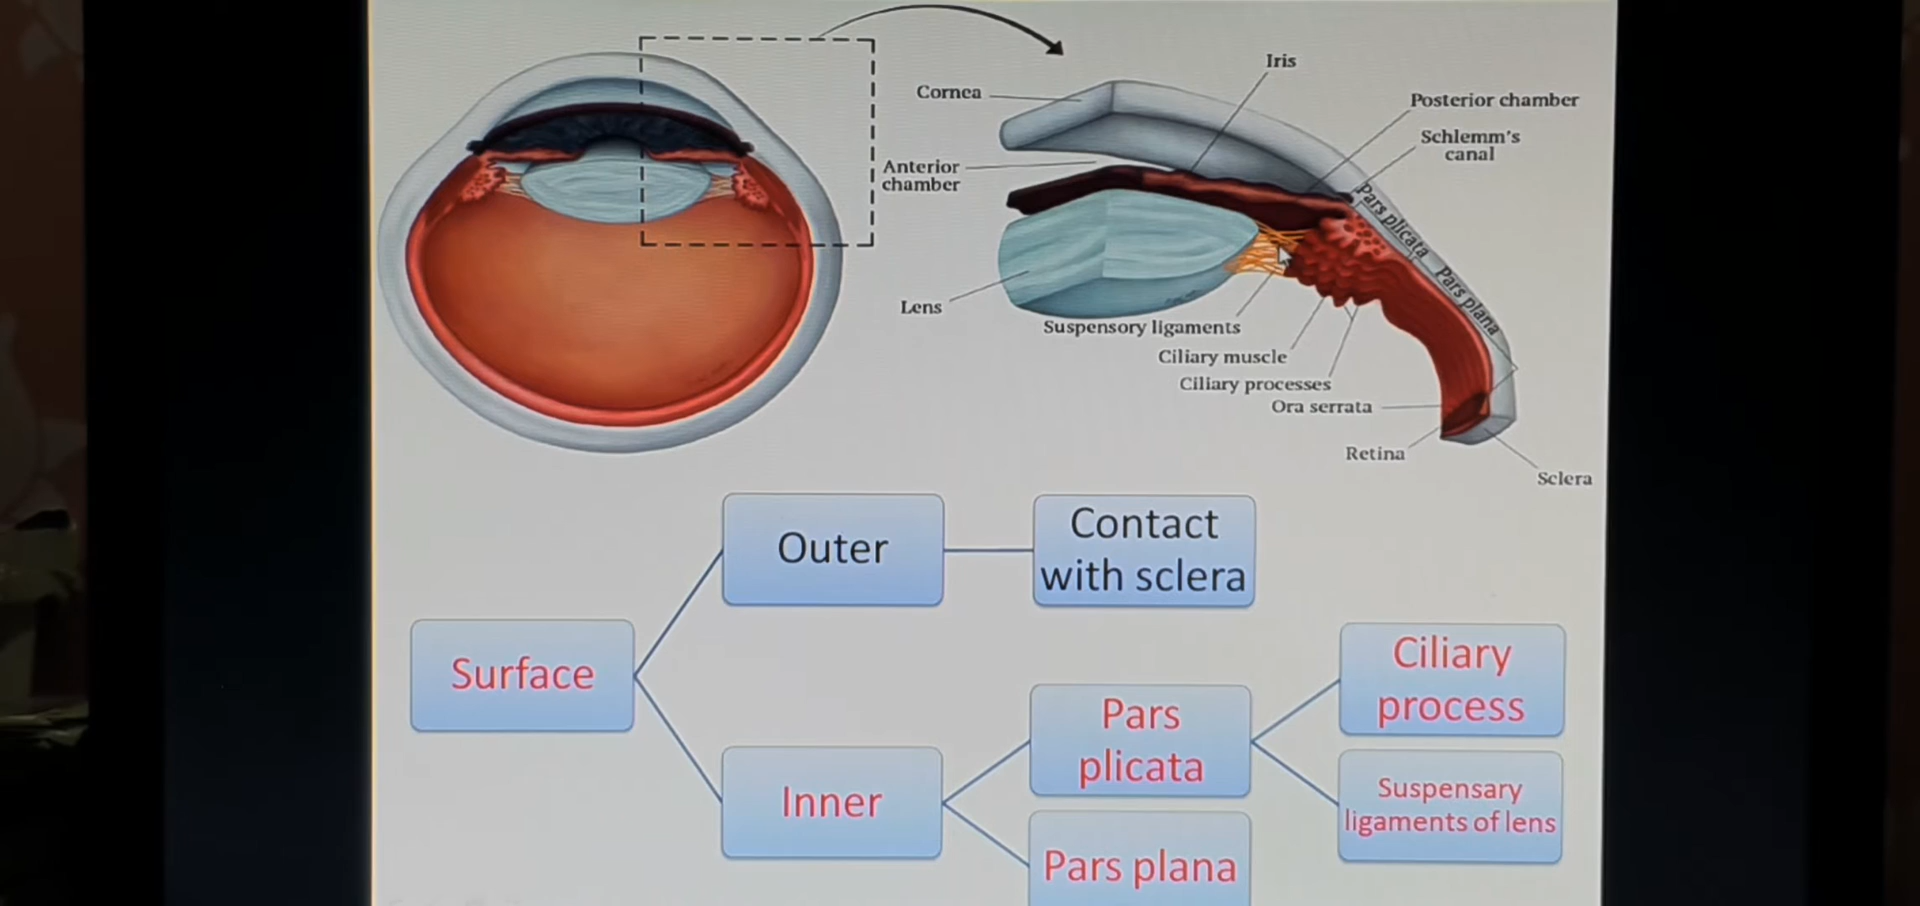 Iris
Cornea
Posterior chamber
Schlemm's
canal
Anterior
chamber
Pars plicata
Pars plana
Lens
Suspensory ligaments
Ciliary muscle
Ciliary processes
Ora serrata
Retina
Sclera
Outer
Contact
with sclera
Surface
Ciliary
process
Pars
plicata
Inner
Suspensary
ligaments of lens
Pars plana